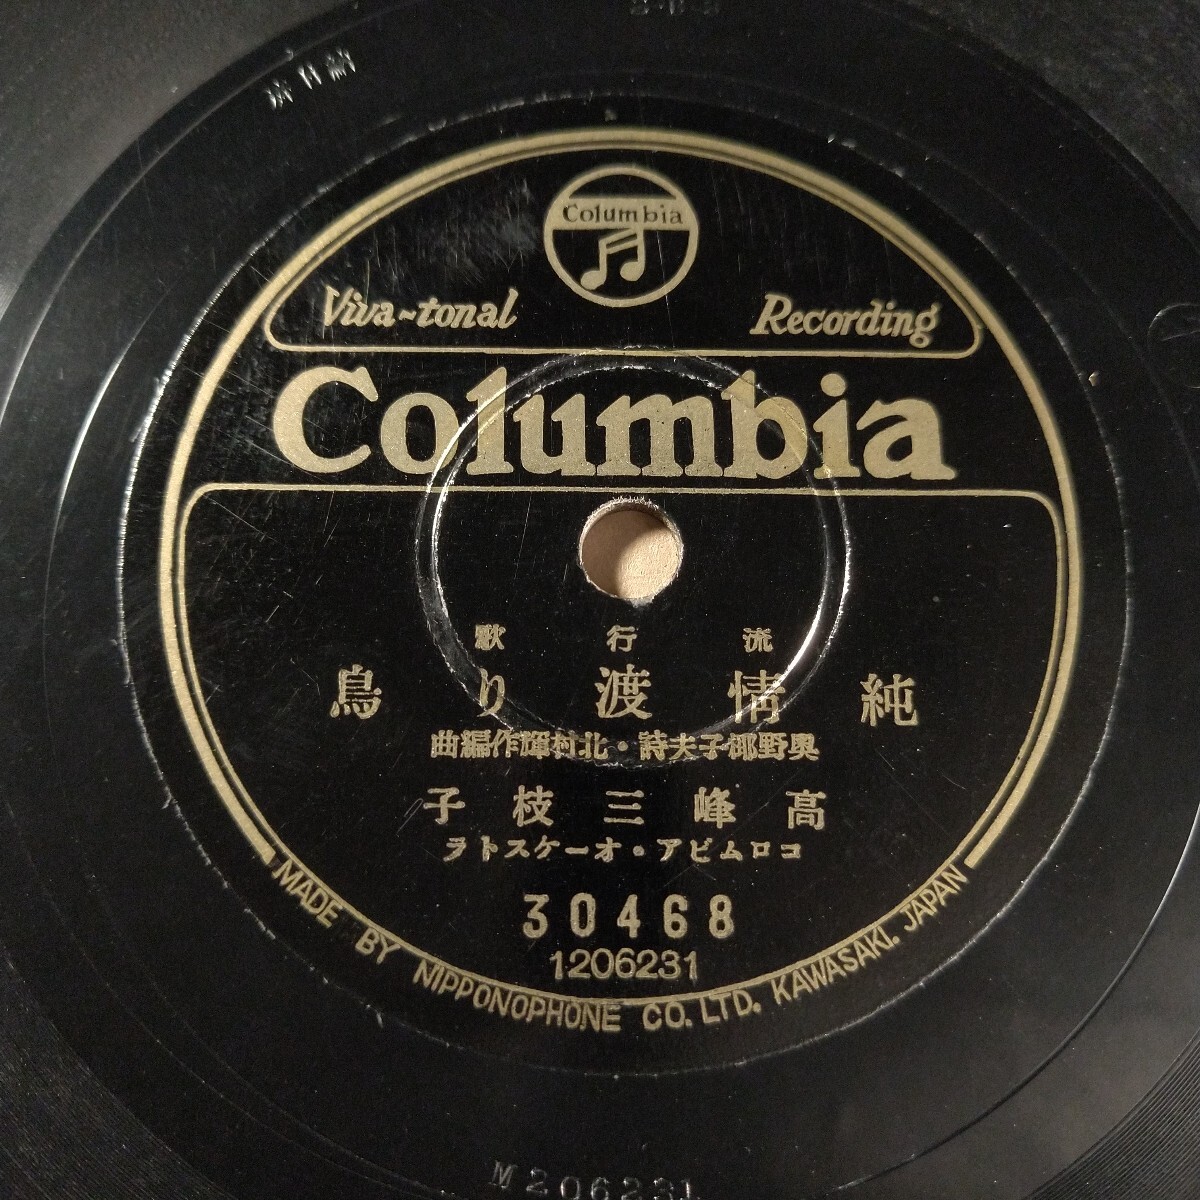 Columbia
Viva-tonal Recording
Columbia
流行歌
純情渡り鳥
奥野椰子夫詩・北村輝作編曲
高峰三枝子
コロムビア・オーケストラ
30468
1206231
MADE BY NIPPONOPHONE CO. LTD. KAWASAKI. JAPAN
M206231